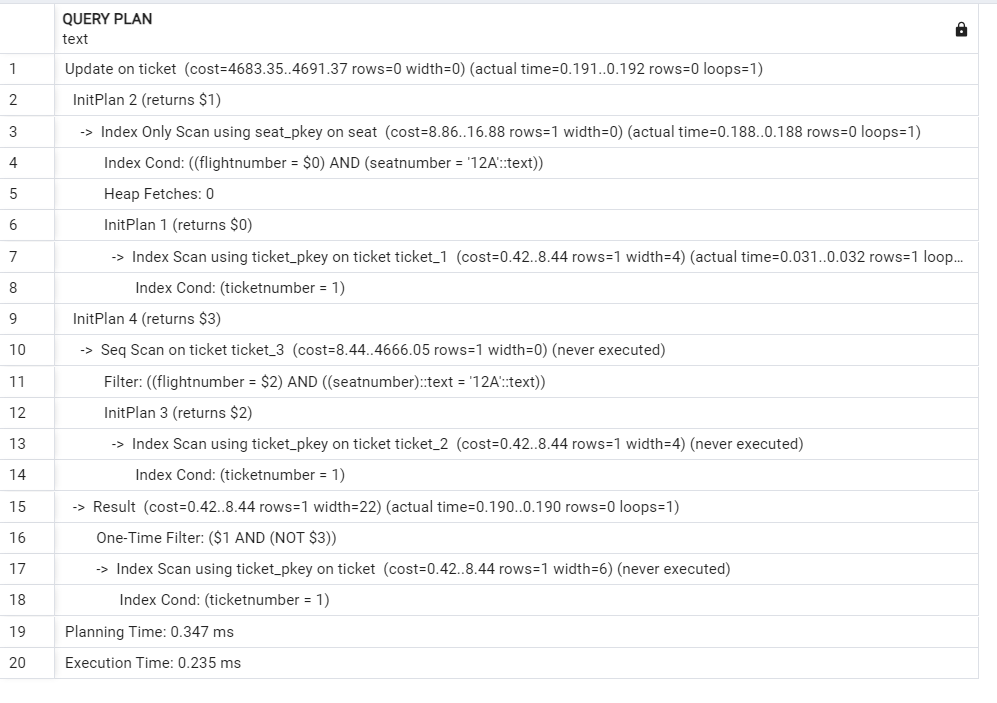 QUERY PLAN
text
1 Update on ticket (cost=4683.35..4691.37 rows=0 width=0) (actual time=0.191..0.192 rows=0 loops=1)
2 InitPlan 2 (returns $1)
3 -> Index Only Scan using seat_pkey on seat (cost=8.86..16.88 rows=1 width=0) (actual time=0.188..0.188 rows=0 loops=1)
4 Index Cond: ((flightnumber = $0) AND (seatnumber = '12A'::text))
5 Heap Fetches: 0
6 InitPlan 1 (returns $0)
7 -> Index Scan using ticket_pkey on ticket ticket_1 (cost=0.42..8.44 rows=1 width=4) (actual time=0.031..0.032 rows=1 loop...
8 Index Cond: (ticketnumber = 1)
9 InitPlan 4 (returns $3)
10 -> Seq Scan on ticket ticket_3 (cost=8.44..4666.05 rows=1 width=0) (never executed)
11 Filter: ((flightnumber = $2) AND ((seatnumber)::text = '12A'::text))
12 InitPlan 3 (returns $2)
13 -> Index Scan using ticket_pkey on ticket ticket_2 (cost=0.42..8.44 rows=1 width=4) (never executed)
14 Index Cond: (ticketnumber = 1)
15 -> Result (cost=0.42..8.44 rows=1 width=22) (actual time=0.190..0.190 rows=0 loops=1)
16 One-Time Filter: ($1 AND (NOT $3))
17 -> Index Scan using ticket_pkey on ticket (cost=0.42..8.44 rows=1 width=6) (never executed)
18 Index Cond: (ticketnumber = 1)
19 Planning Time: 0.347 ms
20 Execution Time: 0.235 ms